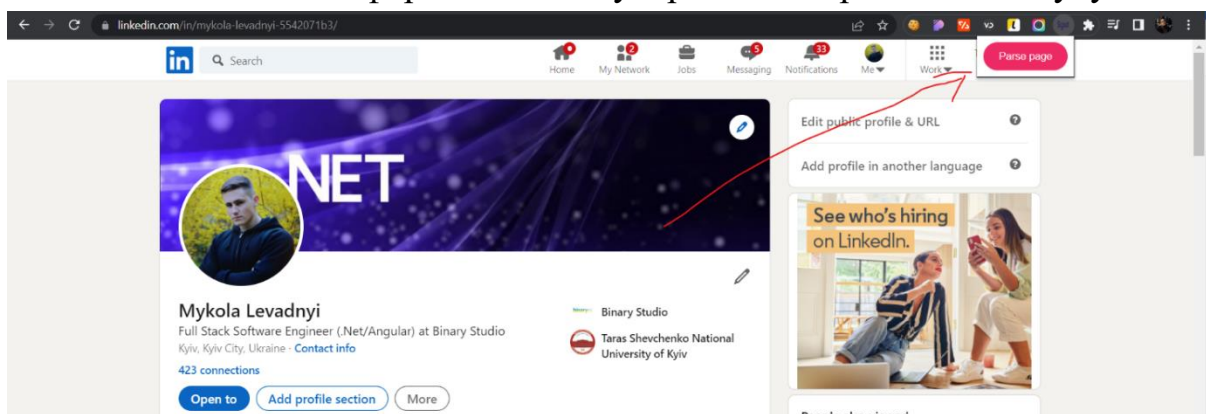 linkedin.com/in/mykola-levadnyi-5542071b3/
in
Search
Home
2
My Network
Jobs
5
Messaging
33
Notifications
Me
Work
Parse page
NET
Edit public profile & URL
Add profile in another language
See who's hiring
on LinkedIn.
Mykola Levadnyi
Full Stack Software Engineer (.Net/Angular) at Binary Studio
Kyiv, Kyiv City, Ukraine · Contact info
423 connections
Open to
Add profile section
More
Binary Studio
Taras Shevchenko National
University of Kyiv